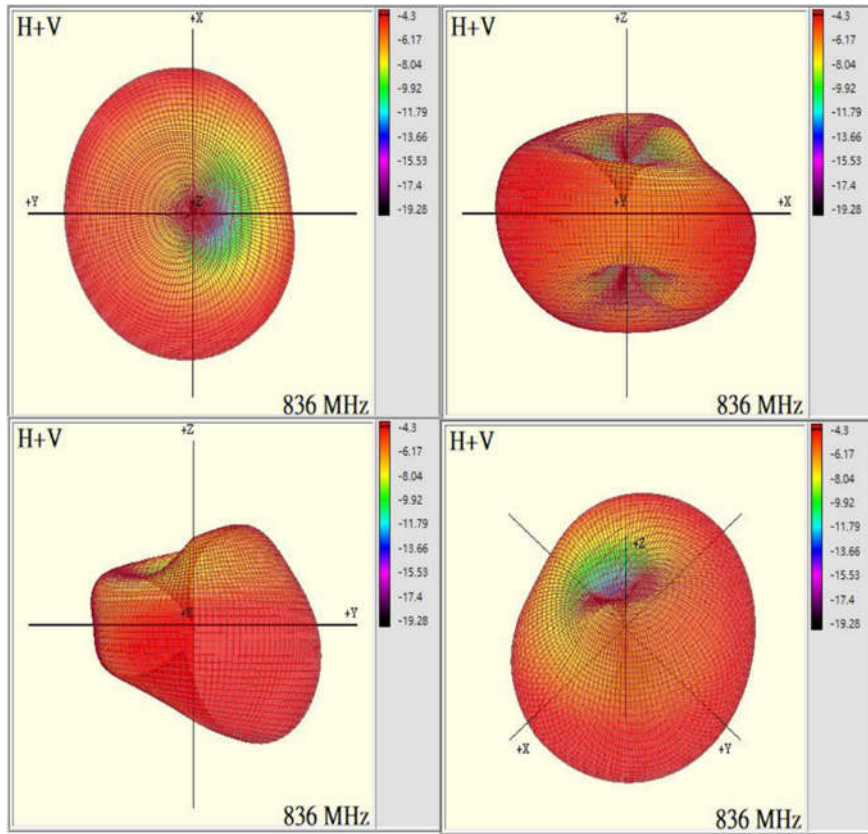 H+V
+X
+Y
+Z
836 MHz
-4.3
-6.17
-8.04
-9.92
-11.79
-13.66
-15.53
-17.4
-19.28
H+V
+Z
+Y
+X
836 MHz
-4.3
-6.17
-8.04
-9.92
-11.79
-13.66
-15.53
-17.4
-19.28
H+V
+Z
+X
+Y
836 MHz
-4.3
-6.17
-8.04
-9.92
-11.79
-13.66
-15.53
-17.4
-19.28
H+V
+Z
+X
+Y
836 MHz
-4.3
-6.17
-8.04
-9.92
-11.79
-13.66
-15.53
-17.4
-19.28